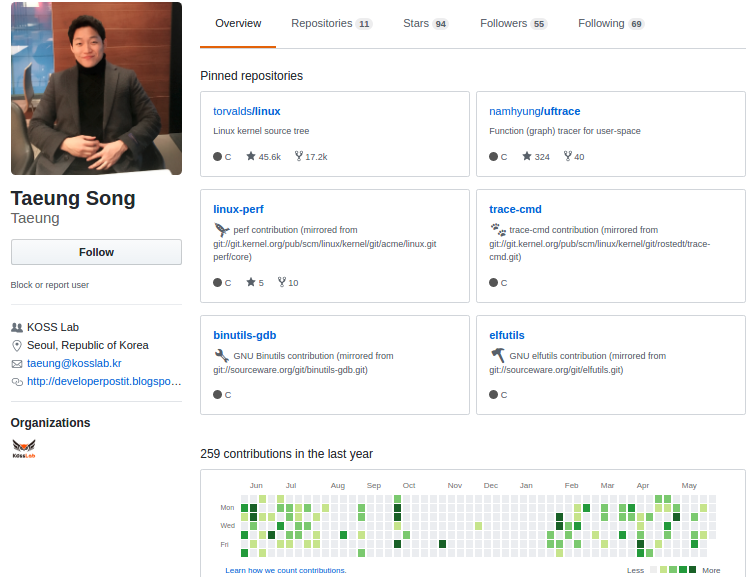 Overview Repositories 11 Stars 94 Followers 55 Following 69
Pinned repositories
torvalds/linux
Linux kernel source tree
C 45.6k 17.2k
namhyung/uftrace
Function (graph) tracer for user-space
C 324 40
linux-perf
perf contribution (mirrored from
git://git.kernel.org/pub/scm/linux/kernel/git/acme/linux.git
perf/core)
C 5 10
trace-cmd
trace-cmd contribution (mirrored from
git://git.kernel.org/pub/scm/linux/kernel/git/rostedt/trace-
cmd.git)
C
binutils-gdb
GNU Binutils contribution (mirrored from
git://sourceware.org/git/binutils-gdb.git)
C
elfutils
GNU elfutils contribution (mirrored from
git://sourceware.org/git/elfutils.git)
C
Taeung Song
Taeung
Follow
Block or report user
KOSS Lab
Seoul, Republic of Korea
taeung@kosslab.kr
http://developerpostit.blogspo…
Organizations
KossLab
259 contributions in the last year
Jun Jul Aug Sep Oct Nov Dec Jan Feb Mar Apr May
Mon
Wed
Fri
Learn how we count contributions.
Less More